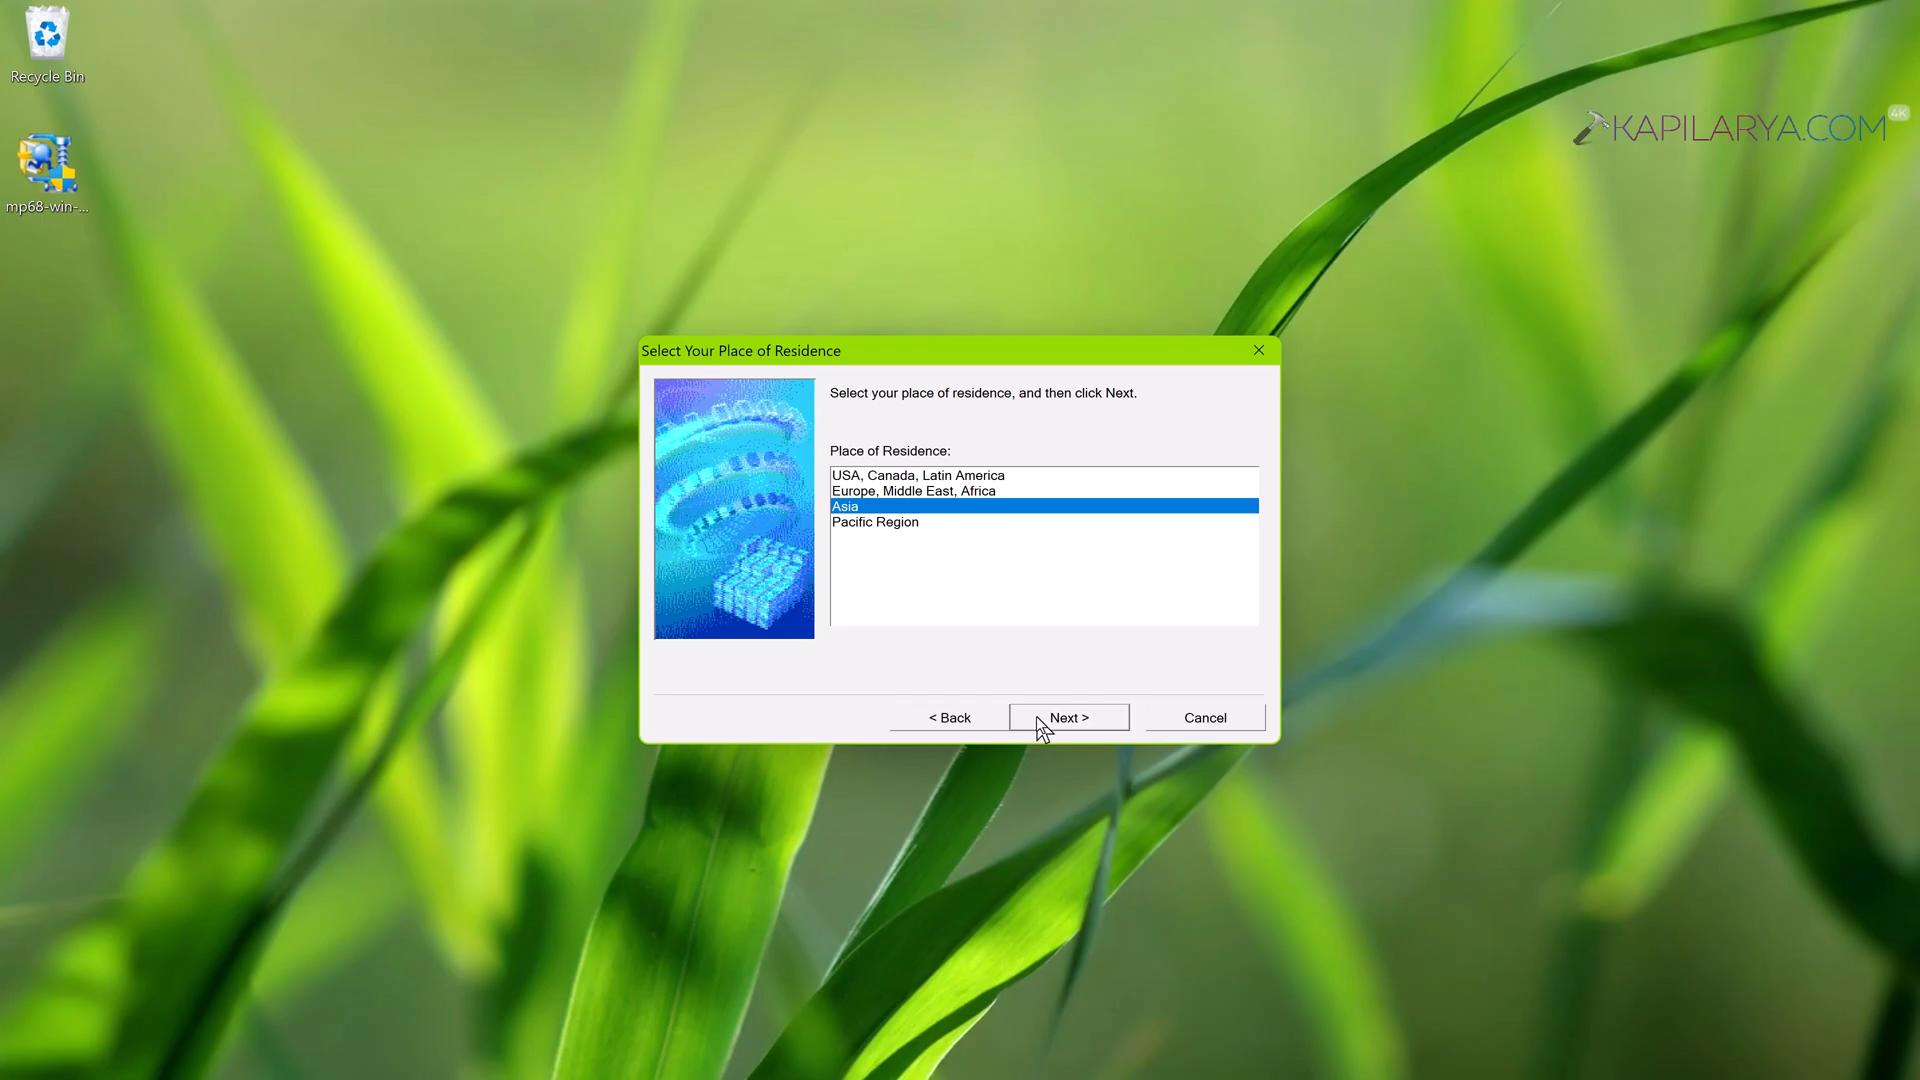 Recycle Bin
mp68-win-...
KAPILARYA.COM
4K
Select Your Place of Residence
Select your place of residence, and then click Next.
Place of Residence:
USA, Canada, Latin America
Europe, Middle East, Africa
Asia
Pacific Region
< Back
Next >
Cancel